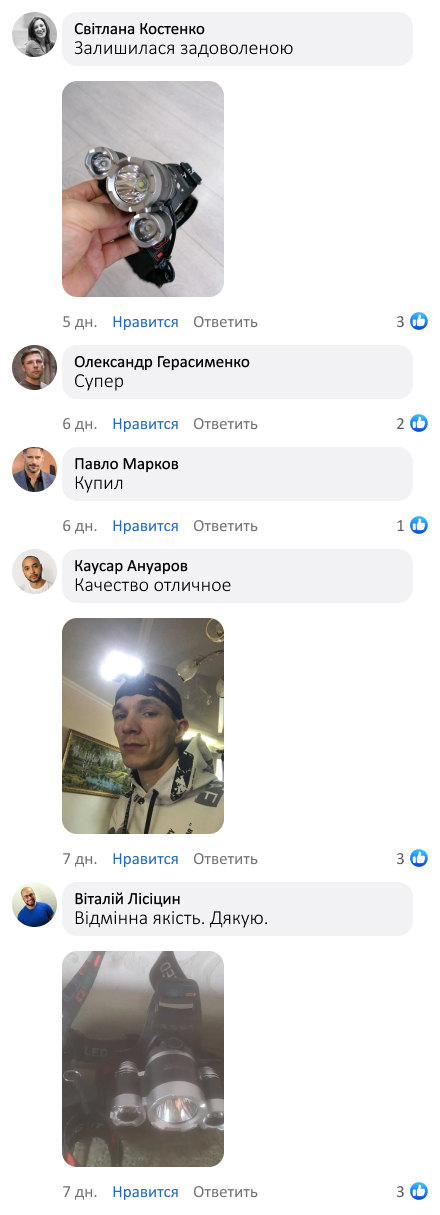 Світлана Костенко
Залишилася задоволеною
5 дн. Нравится Ответить 3
Олександр Герасименко
Супер
6 дн. Нравится Ответить 2
Павло Марков
Купил
6 дн. Нравится Ответить 1
Каусар Ануаров
Качество отличное
7 дн. Нравится Ответить 3
Віталій Лісіцин
Відмінна якість. Дякую.
LED
7 дн. Нравится Ответить 3